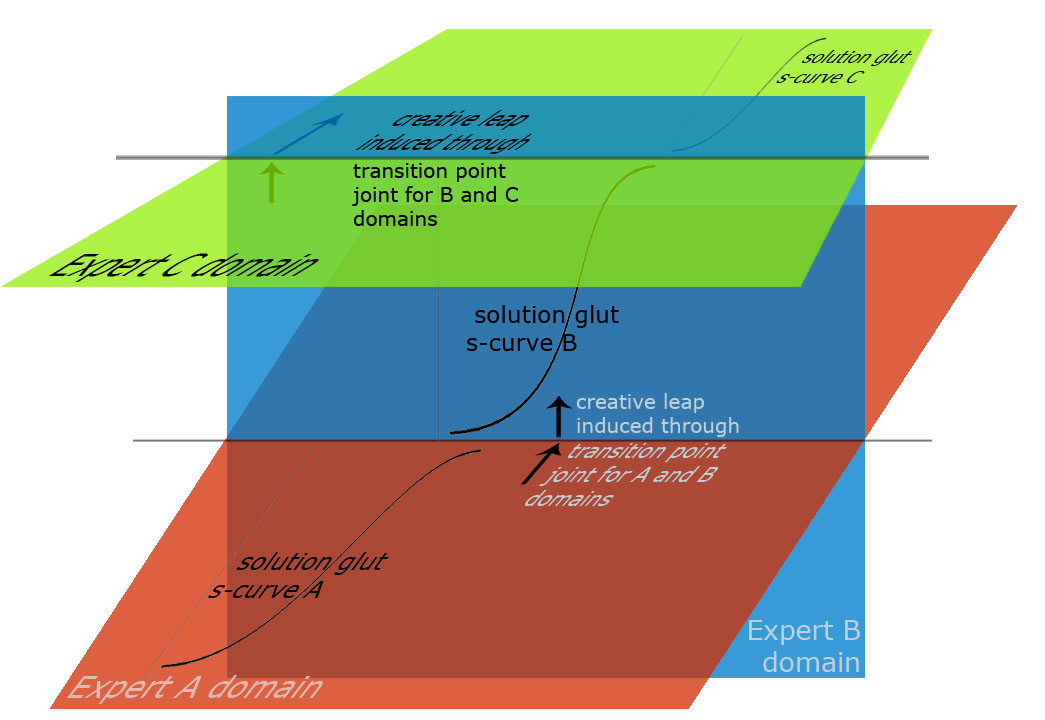 solution glut
s-curve C
creative leap
induced through
transition point
joint for B and C
domains
Expert C domain
solution glut
s-curve B
creative leap
induced through
transition point
joint for A and B
domains
solution glut
s-curve A
Expert B
domain
Expert A domain